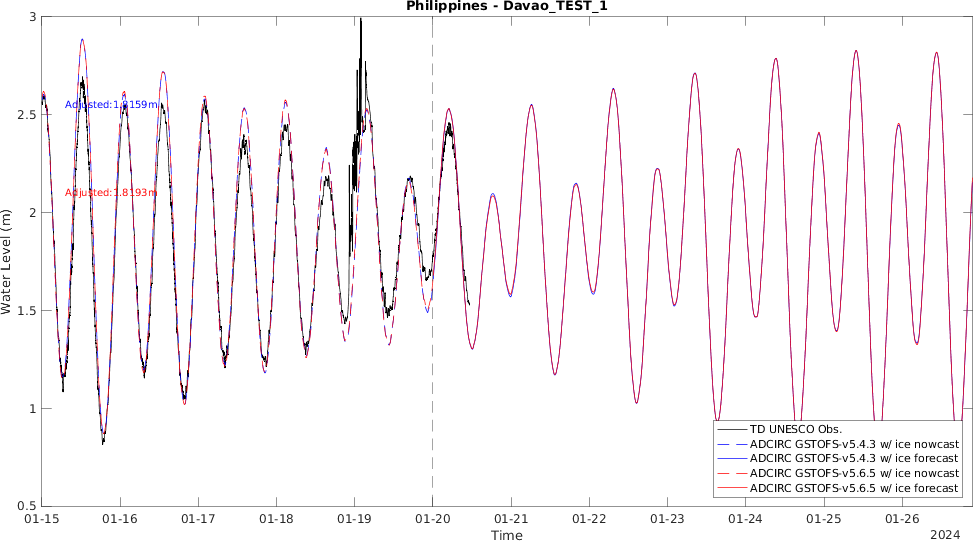 Philippines - Davao_TEST_1
3
2.5
2
1.5
1
0.5
Water Level (m)
Adjusted:1.8159m
Adjusted:1.8193m
TD UNESCO Obs.
ADCIRC GSTOFS-v5.4.3 w/ ice nowcast
ADCIRC GSTOFS-v5.4.3 w/ ice forecast
ADCIRC GSTOFS-v5.6.5 w/ ice nowcast
ADCIRC GSTOFS-v5.6.5 w/ ice forecast
01-15 01-16 01-17 01-18 01-19 01-20 01-21 01-22 01-23 01-24 01-25 01-26
Time
2024